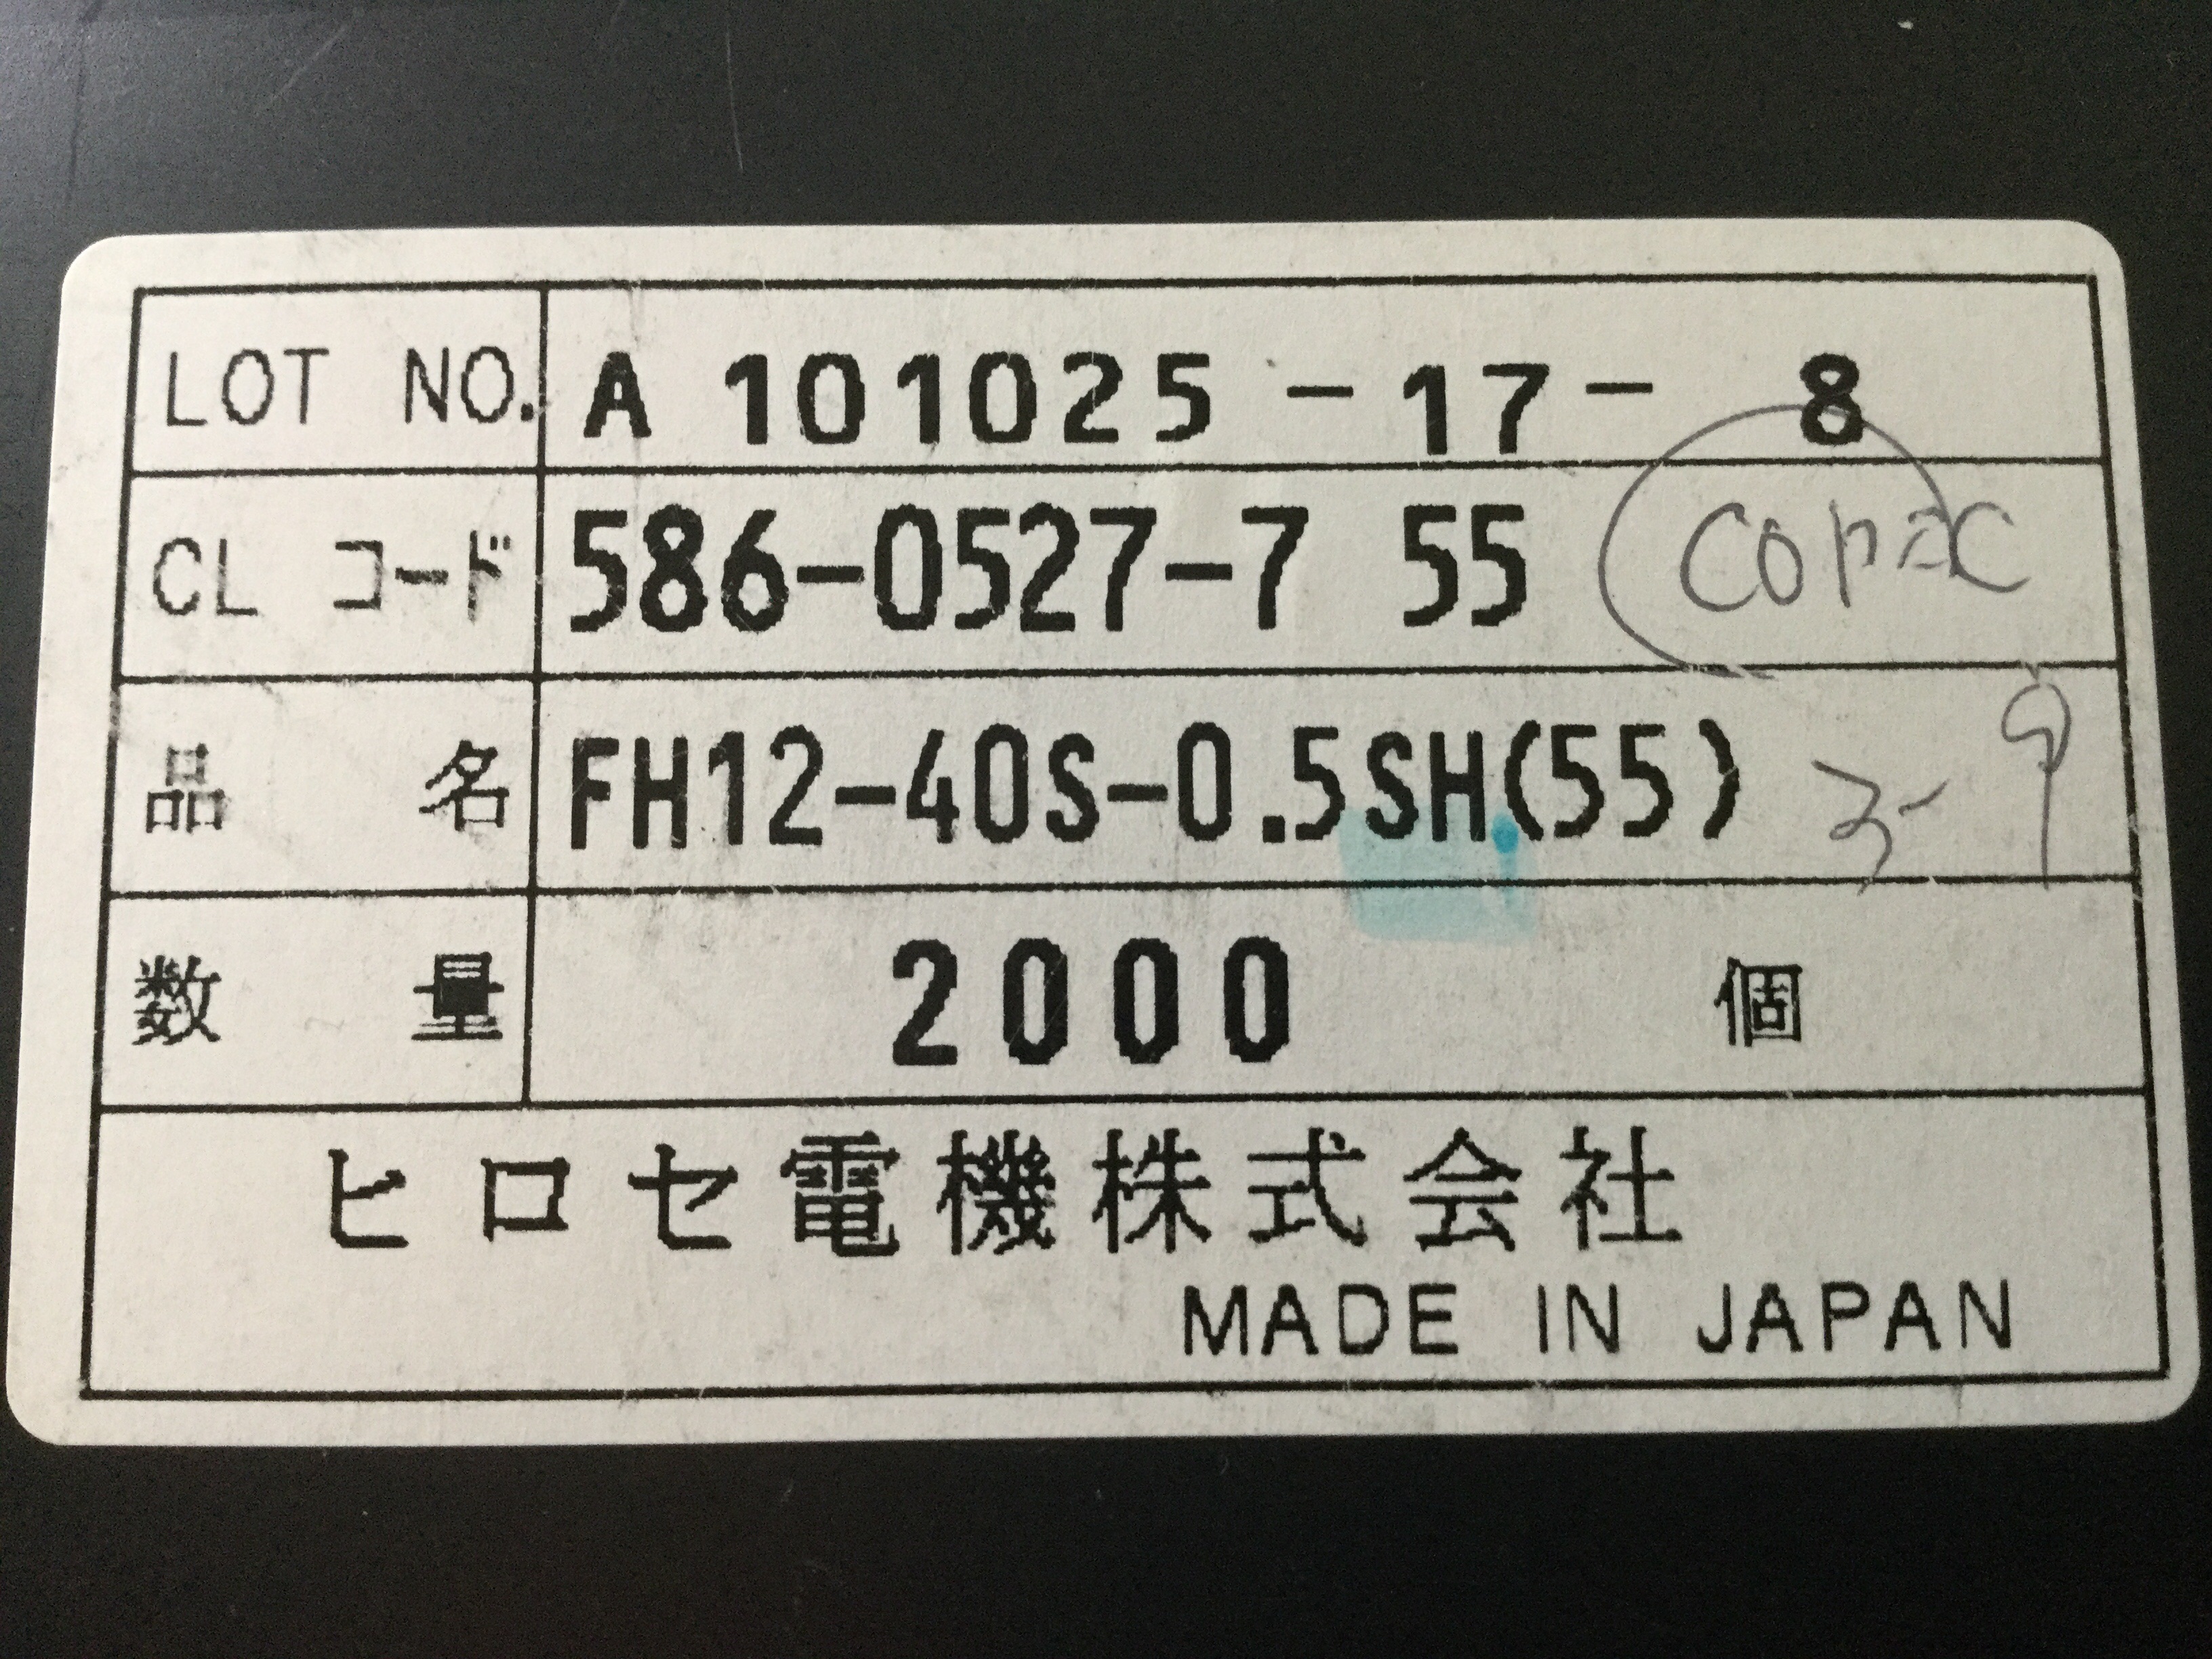 LOT NO. A 101025 - 17 - 8
CL コード 586-0527-7 55
品 名 FH12-40S-0.5SH(55)
数 量 2000 個
ヒロセ電機株式会社
MADE IN JAPAN